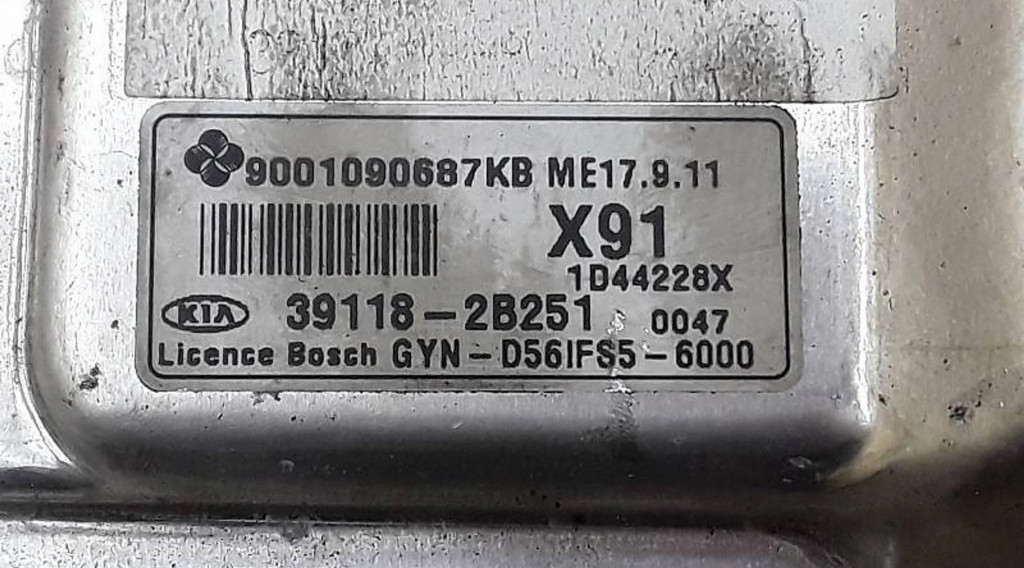 9001090687KB ME17.9.11
X91
1D44228X
KIA 39118-2B251 0047
Licence Bosch GYN-D56IFS5-6000